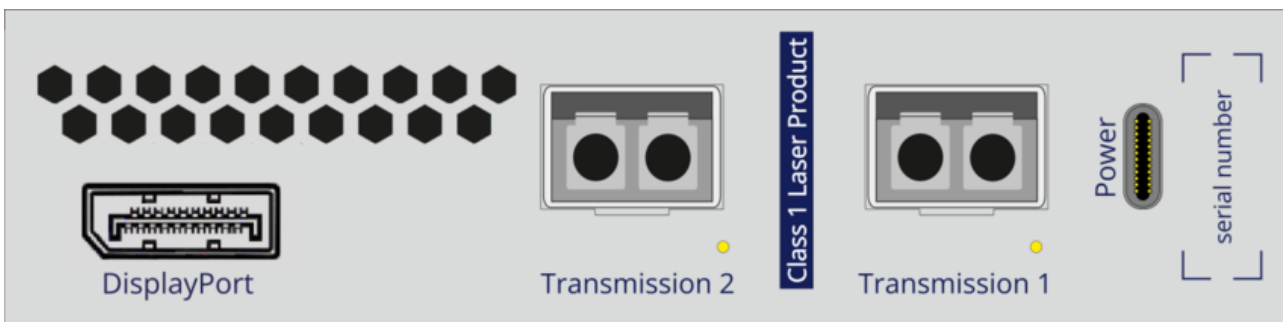 DisplayPort
Transmission 2
Class 1 Laser Product
Transmission 1
Power
serial number